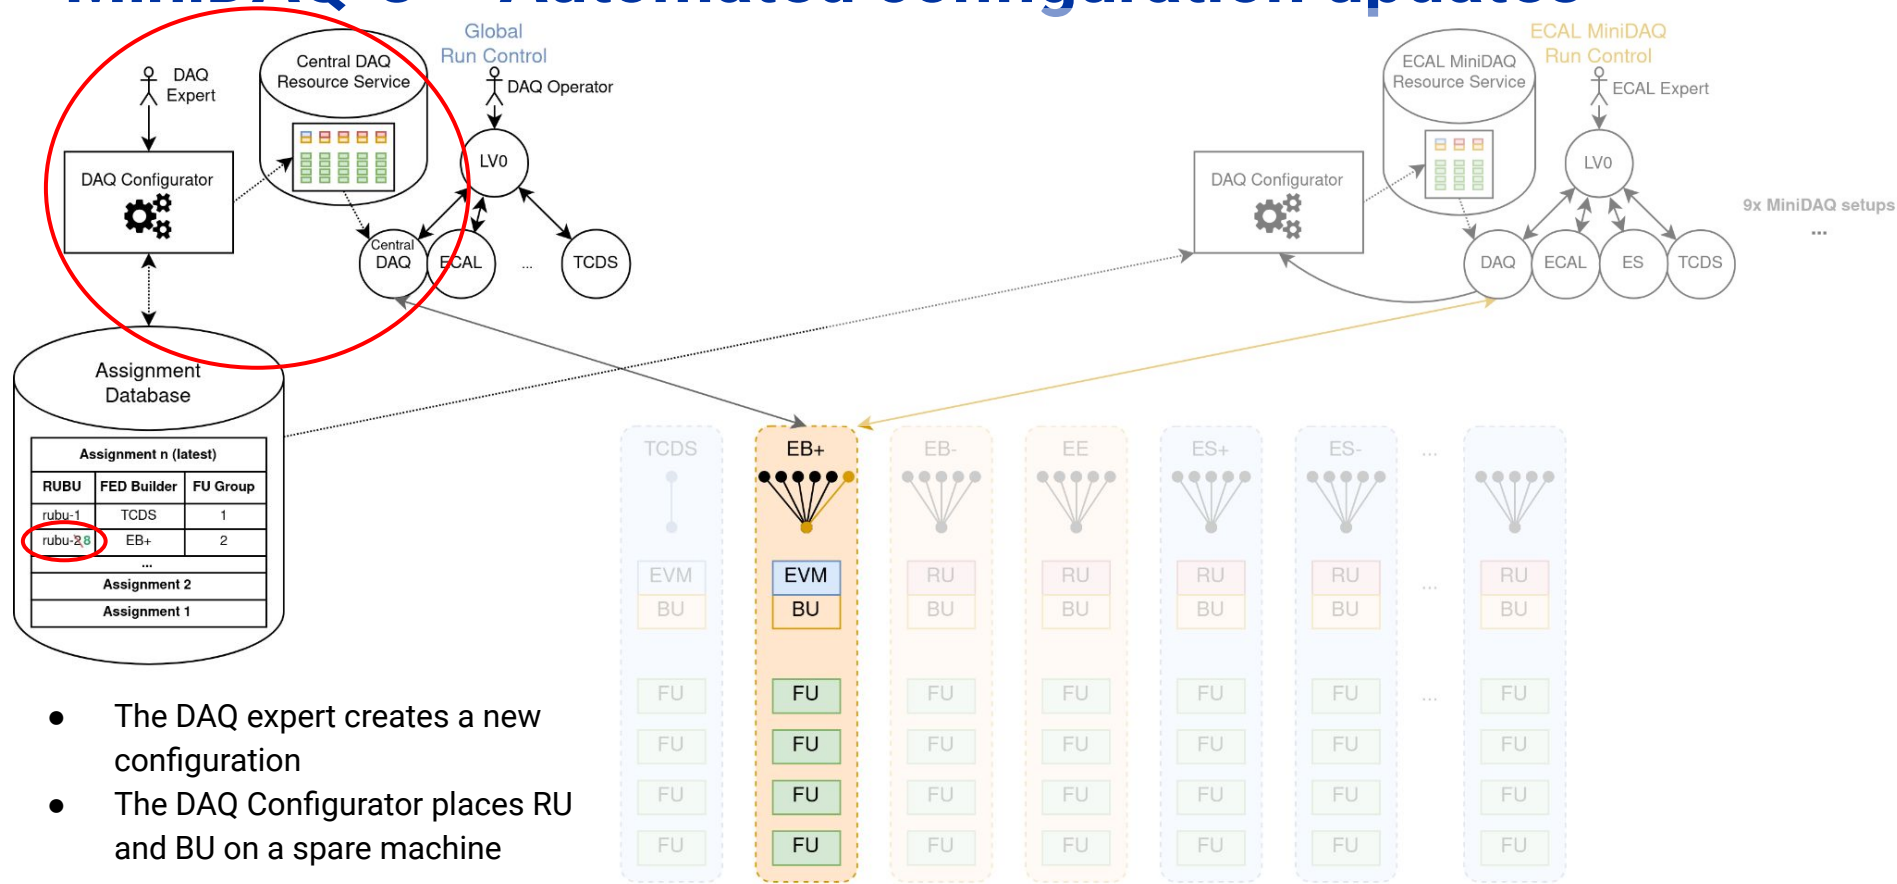 MiniDAQ-3 – Automated configuration updates
Global
Run Control
DAQ
Expert
Central DAQ
Resource Service
DAQ Operator
LV0
DAQ Configurator
Central
DAQ
ECAL
...
TCDS
ECAL MiniDAQ
Run Control
ECAL MiniDAQ
Resource Service
ECAL Expert
LV0
DAQ Configurator
9x MiniDAQ setups
...
DAQ
ECAL
ES
TCDS
Assignment
Database
Assignment n (latest)
RUBU FED Builder FU Group
rubu-1 TCDS 1
rubu-28 EB+ 2
...
Assignment 2
Assignment 1
TCDS EB+ EB- EE ES+ ES- ...
EVM EVM RU RU RU RU ... RU
BU BU BU BU BU BU BU
FU FU FU FU FU FU ... FU
FU FU FU FU FU FU FU
FU FU FU FU FU FU FU
FU FU FU FU FU FU FU
● The DAQ expert creates a new
configuration
● The DAQ Configurator places RU
and BU on a spare machine